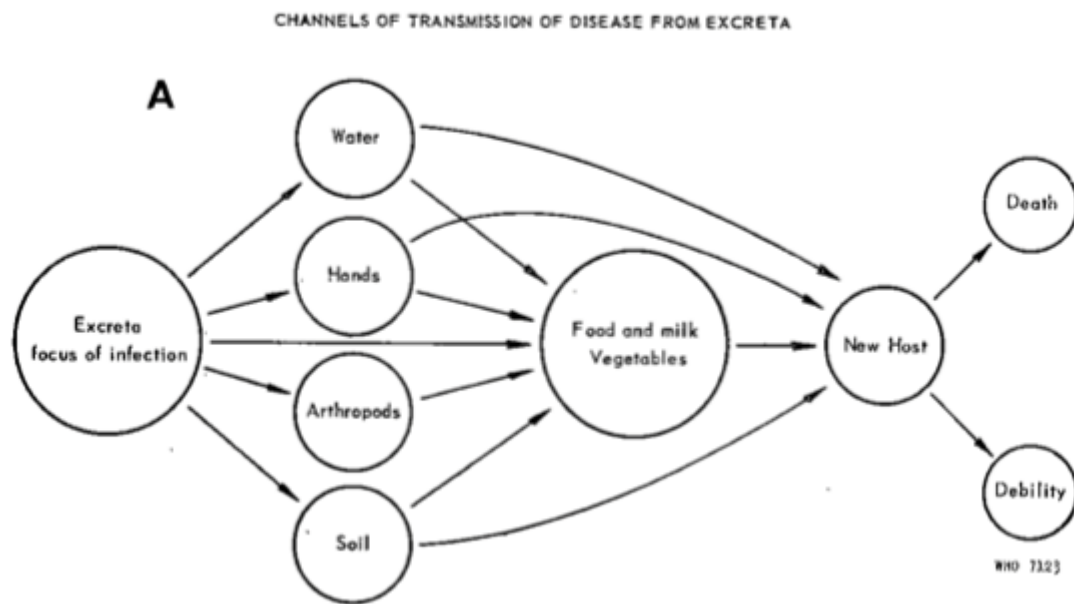 CHANNELS OF TRANSMISSION OF DISEASE FROM EXCRETA
A
Water
Hands
Excreta
focus of infection
Arthropods
Soil
Food and milk
Vegetables
New Host
Death
Debility
WHO 7323